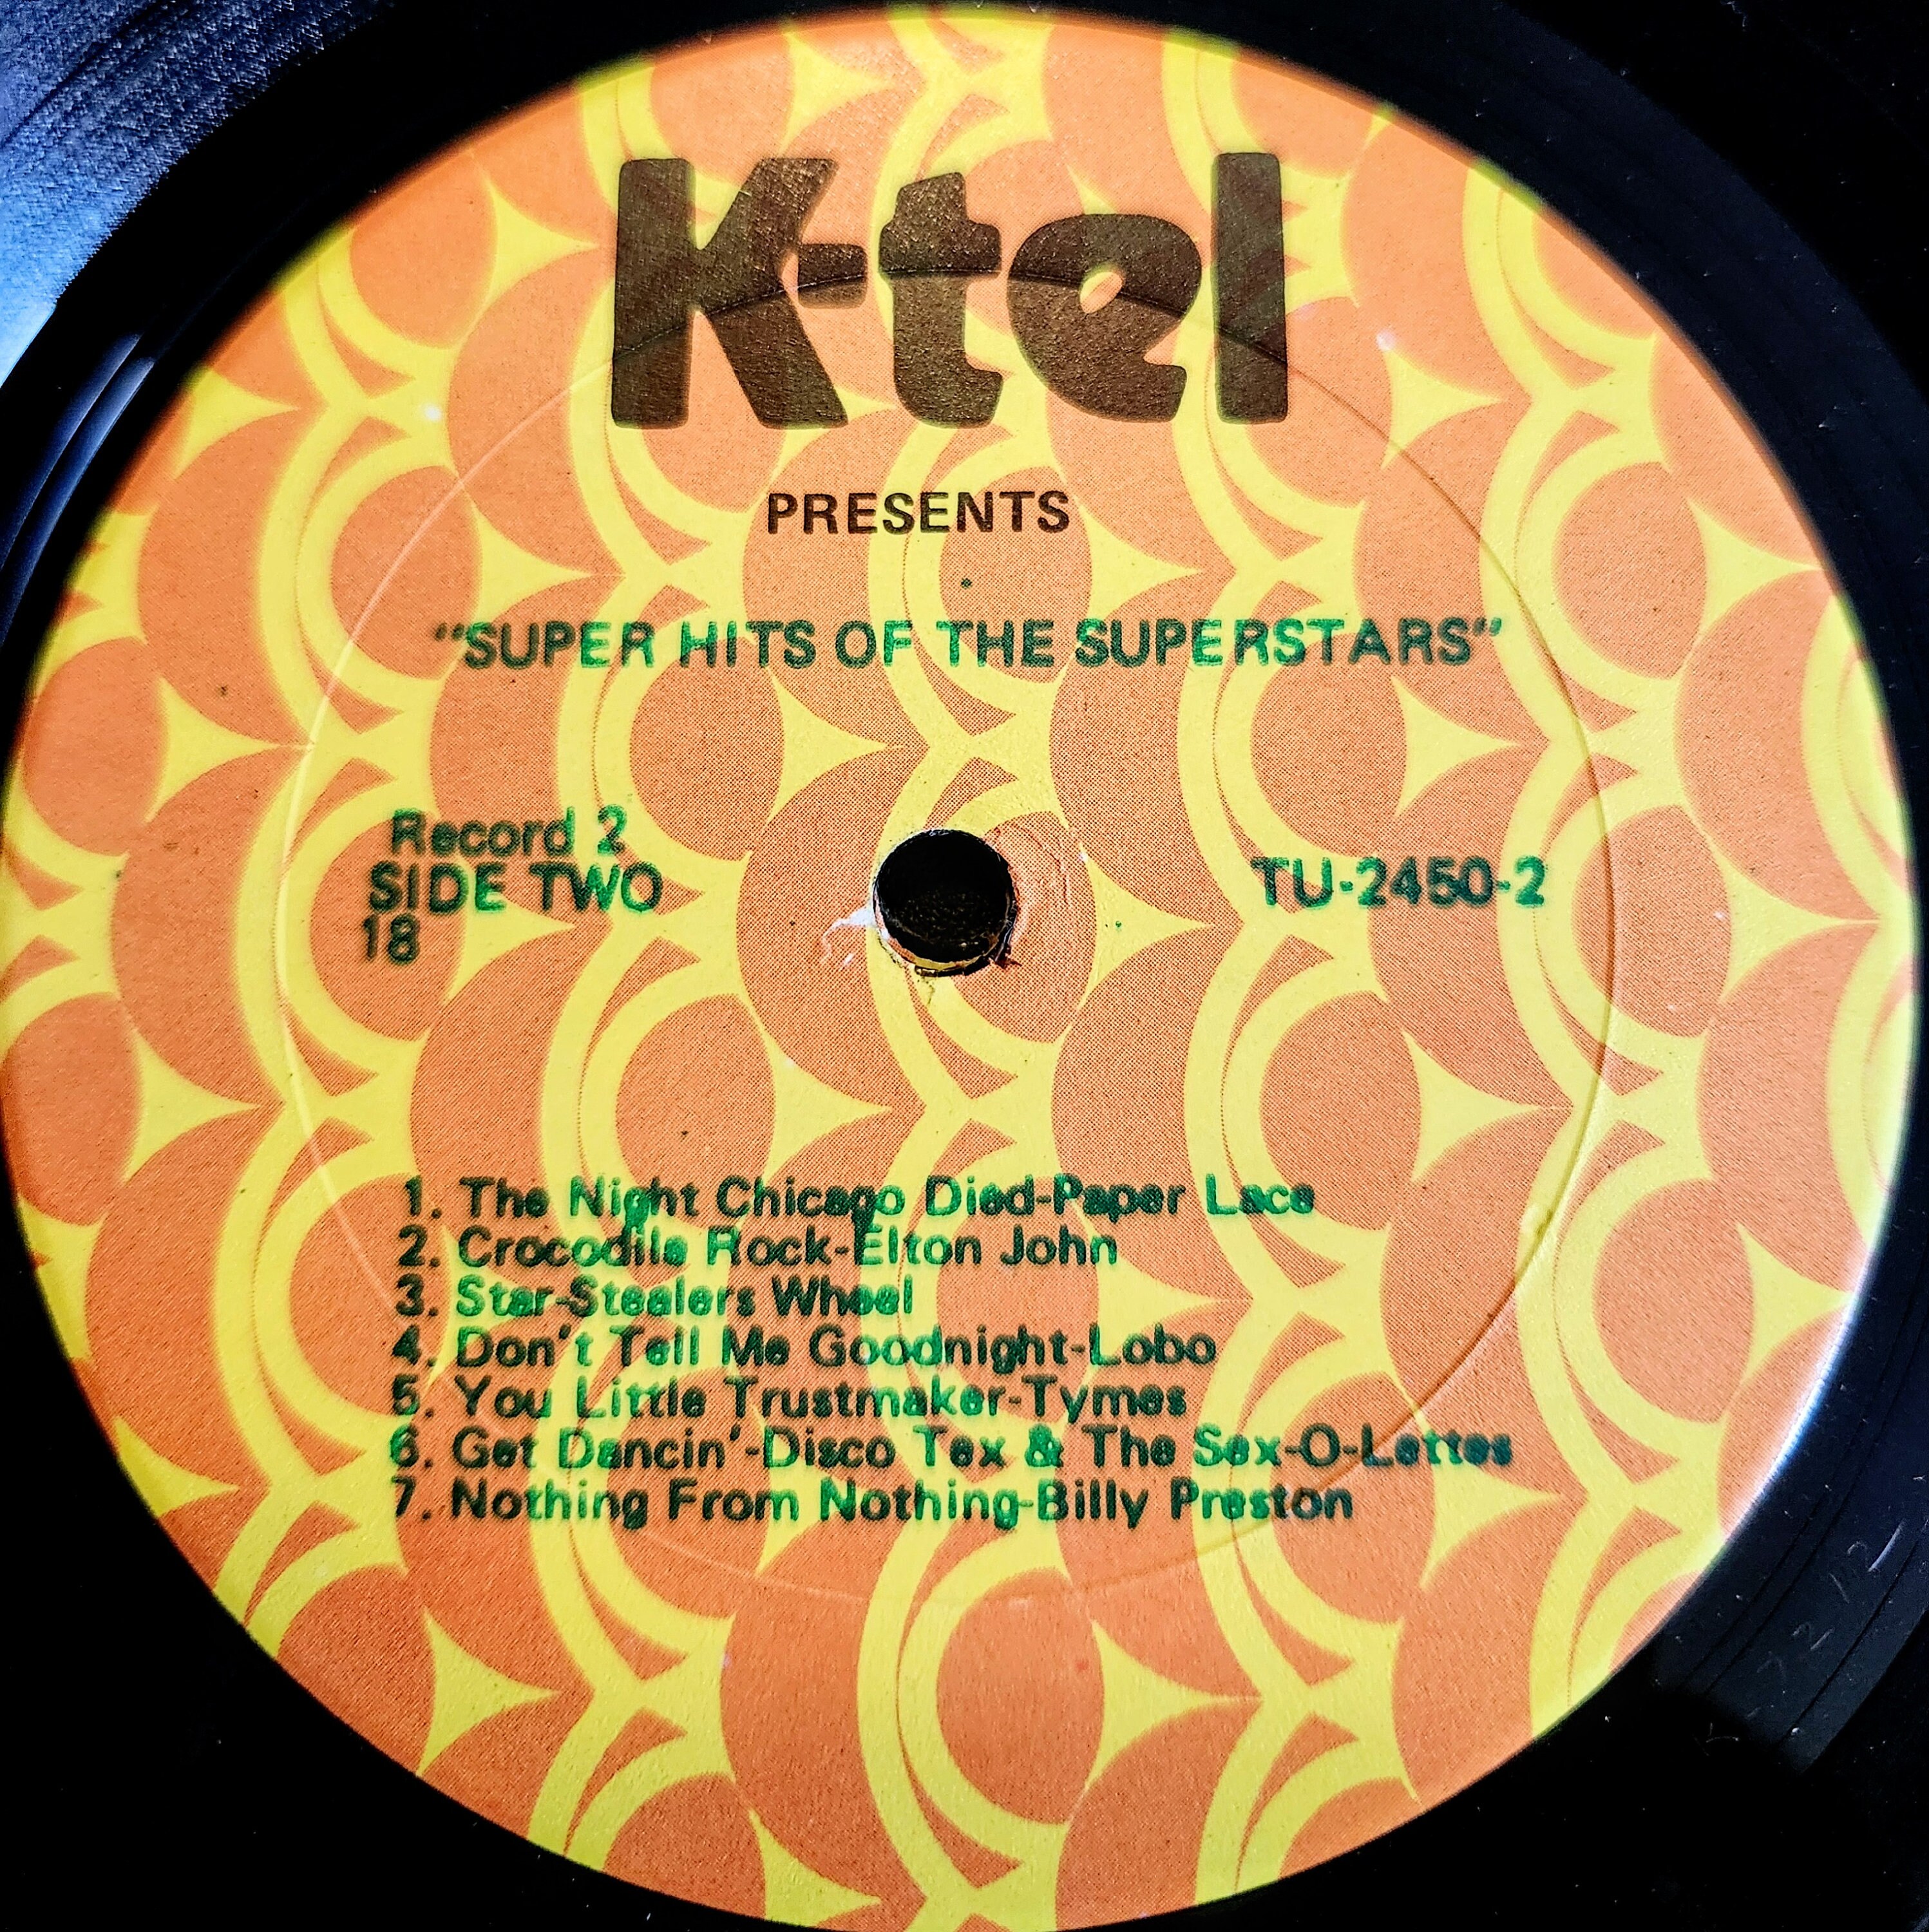 K-tel
PRESENTS
"SUPER HITS OF THE SUPERSTARS"
Record 2
SIDE TWO
18
TU-2450-2
1. The Night Chicago Died-Paper Lace
2. Crocodile Rock-Elton John
3. Star-Stealers Wheel
4. Don't Tell Me Goodnight-Lobo
5. You Little Trustmaker-Tymes
6. Get Dancin'-Disco Tex & The Sex-O-Lettes
7. Nothing From Nothing-Billy Preston